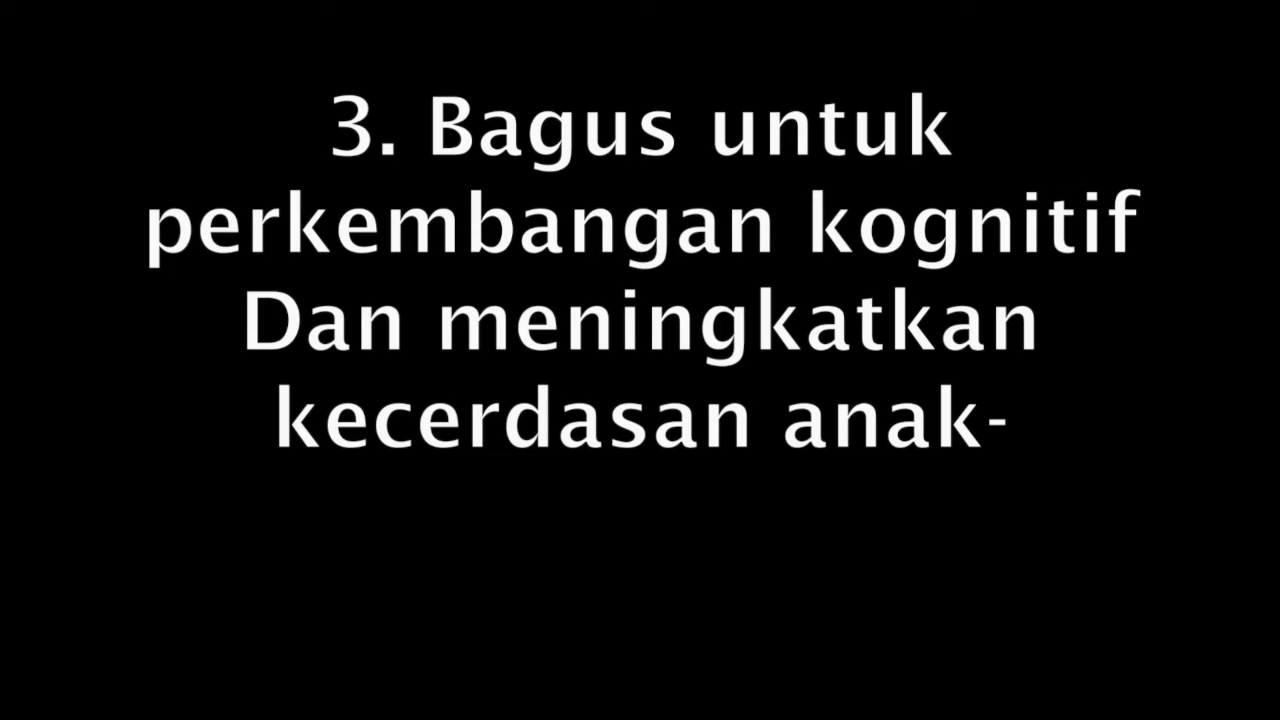 3. Bagus untuk
perkembangan kognitif
Dan meningkatkan
kecerdasan anak-